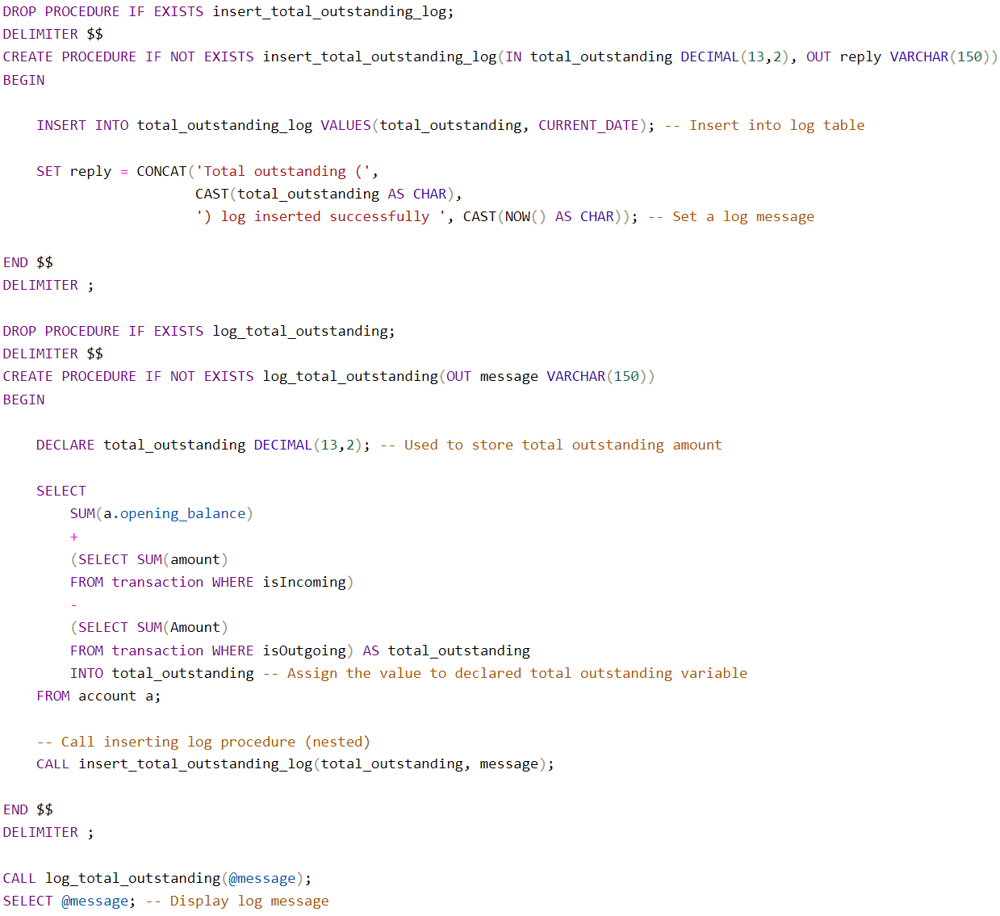 DROP PROCEDURE IF EXISTS insert_total_outstanding_log;
DELIMITER $$
CREATE PROCEDURE IF NOT EXISTS insert_total_outstanding_log(IN total_outstanding DECIMAL(13,2), OUT reply VARCHAR(150))
BEGIN
INSERT INTO total_outstanding_log VALUES(total_outstanding, CURRENT_DATE); -- Insert into log table
SET reply = CONCAT('Total outstanding (',
CAST(total_outstanding AS CHAR),
') log inserted successfully ', CAST(NOW() AS CHAR)); -- Set a log message
END $$
DELIMITER ;
DROP PROCEDURE IF EXISTS log_total_outstanding;
DELIMITER $$
CREATE PROCEDURE IF NOT EXISTS log_total_outstanding(OUT message VARCHAR(150))
BEGIN
DECLARE total_outstanding DECIMAL(13,2); -- Used to store total outstanding amount
SELECT
SUM(a.opening_balance)
+
(SELECT SUM(amount)
FROM transaction WHERE isIncoming)
-
(SELECT SUM(Amount)
FROM transaction WHERE isOutgoing) AS total_outstanding
INTO total_outstanding -- Assign the value to declared total outstanding variable
FROM account a;
-- Call inserting log procedure (nested)
CALL insert_total_outstanding_log(total_outstanding, message);
END $$
DELIMITER ;
CALL log_total_outstanding(@message);
SELECT @message; -- Display log message